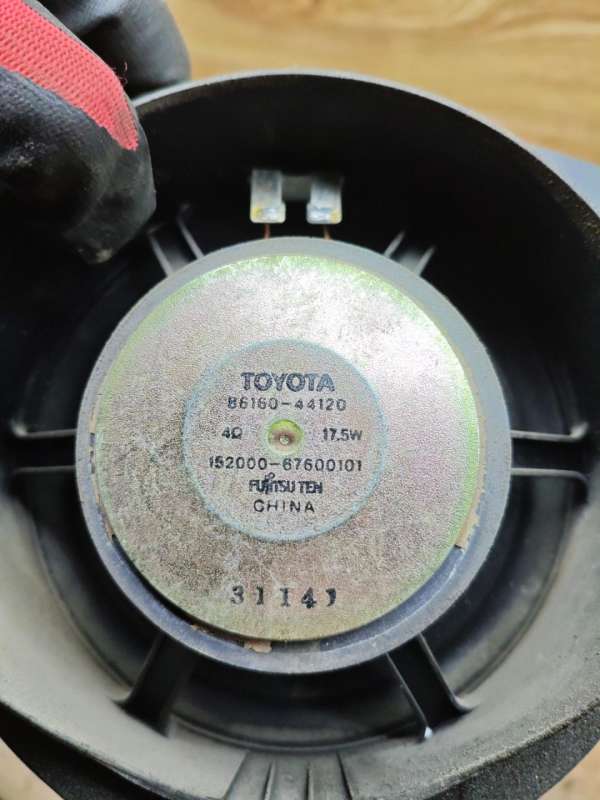 TOYOTA
86160-44120
4Ω 17.5W
152000-67600101
FUJITSU TEN
CHINA
31141